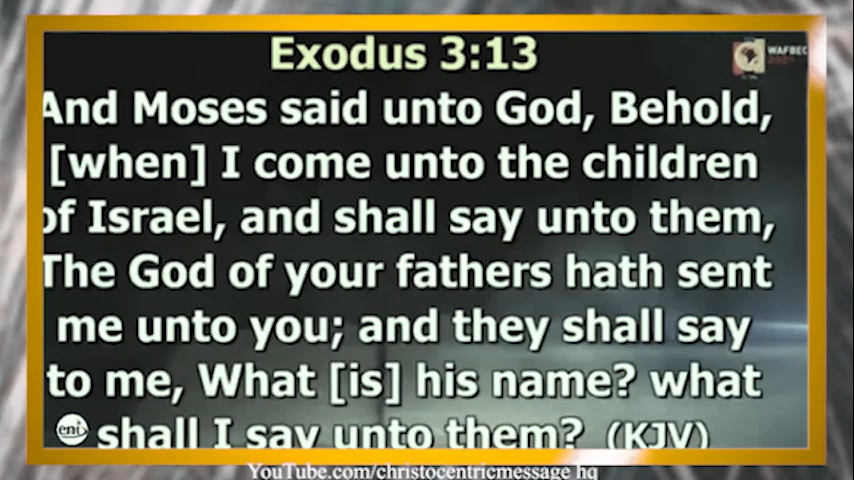 Exodus 3:13
WAFBEC
And Moses said unto God, Behold,
[when] I come unto the children
of Israel, and shall say unto them,
The God of your fathers hath sent
me unto you; and they shall say
to me, What [is] his name? what
shall I say unto them? (KJV)
eni
YouTube.com/christocentricmessage hq